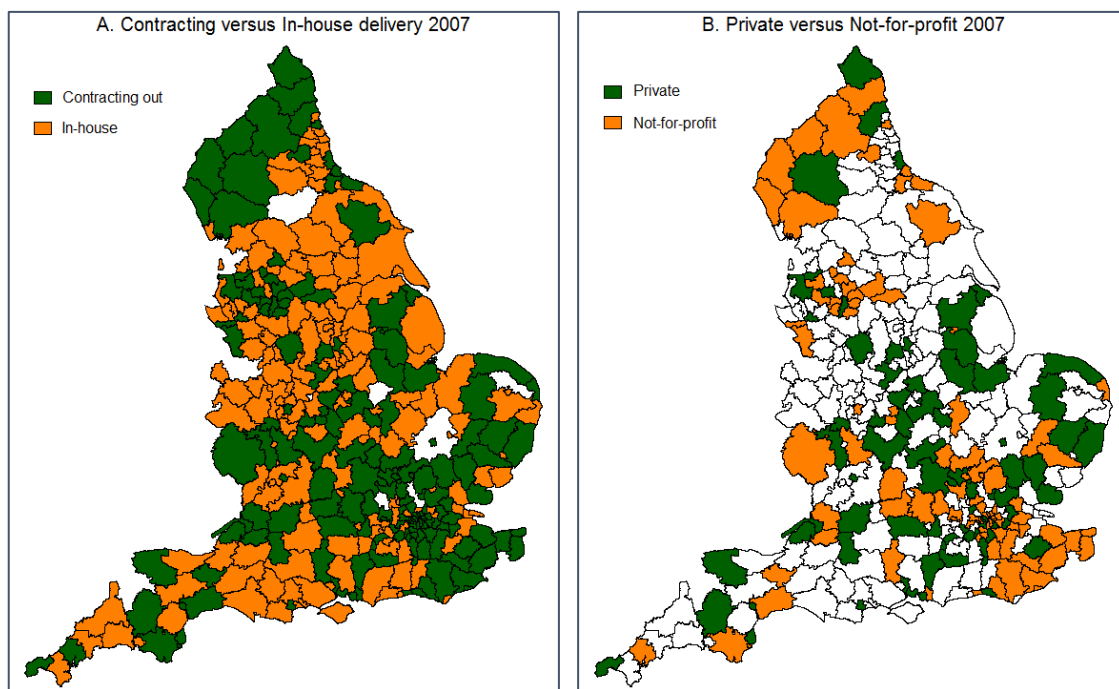 A. Contracting versus In-house delivery 2007
Contracting out
In-house
B. Private versus Not-for-profit 2007
Private
Not-for-profit